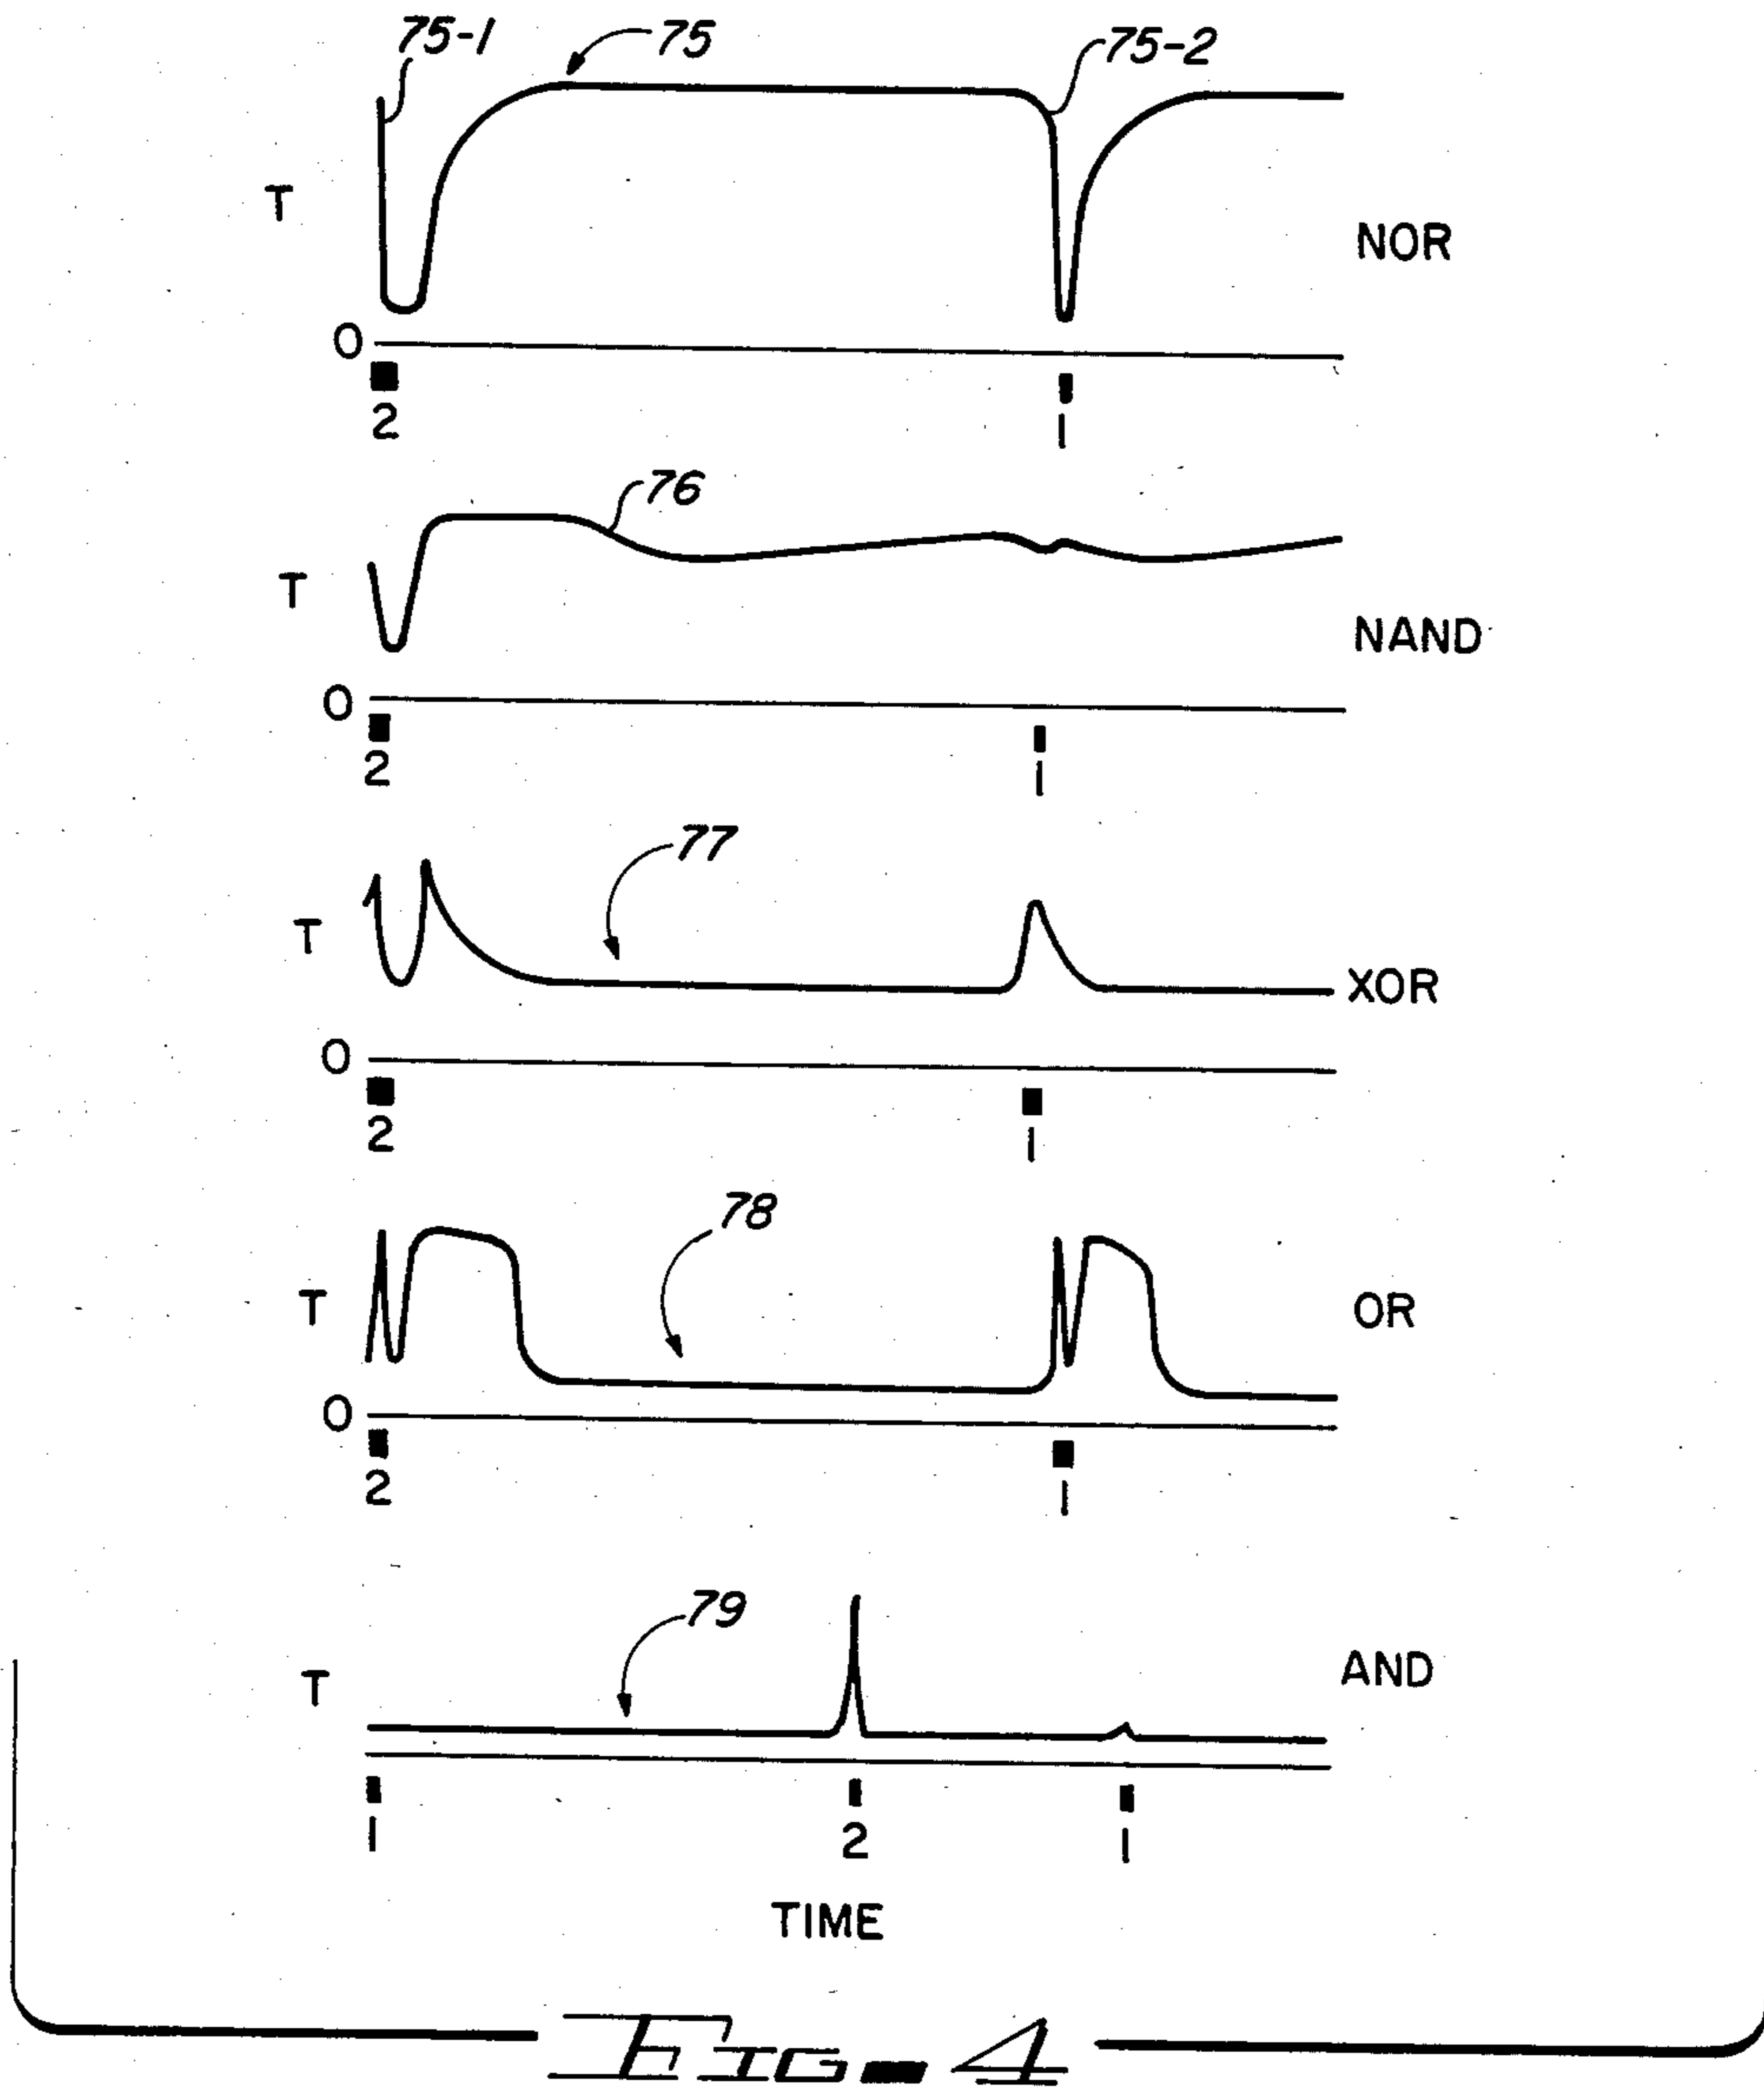 75-1 75 75-2
T
NOR
0
2 1
76
T
NAND
0
2 1
77
T
XOR
0
2 1
78
T
OR
0
2 1
79
T
AND
1 2 1
TIME
FIG-4